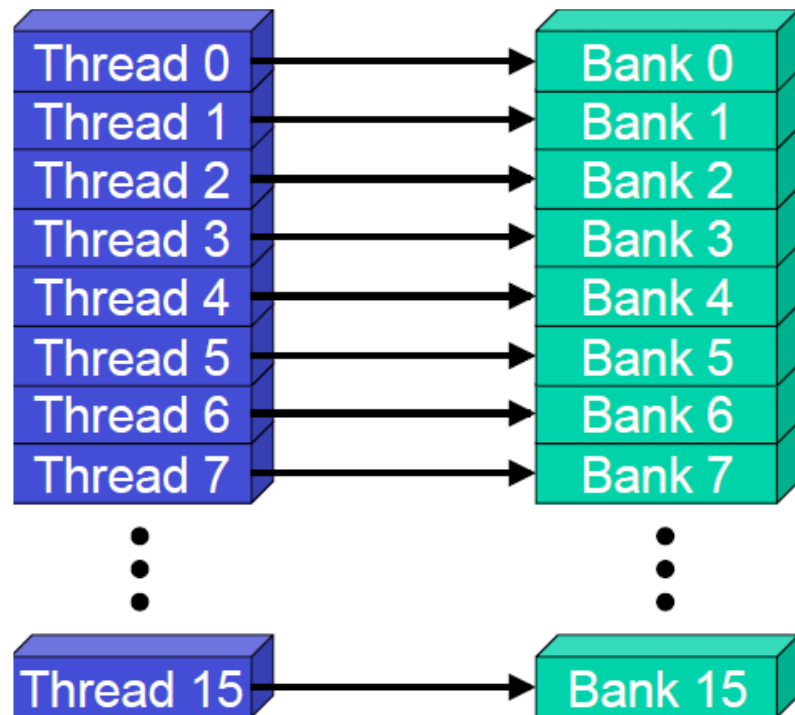 Thread 0 Bank 0
Thread 1 Bank 1
Thread 2 Bank 2
Thread 3 Bank 3
Thread 4 Bank 4
Thread 5 Bank 5
Thread 6 Bank 6
Thread 7 Bank 7
Thread 15 Bank 15